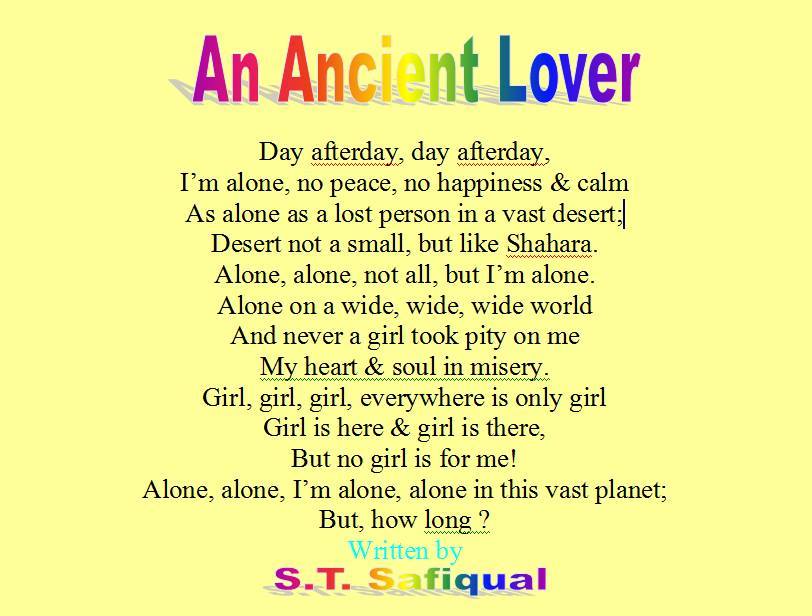 An Ancient Lover
Day afterday, day afterday,
I'm alone, no peace, no happiness & calm
As alone as a lost person in a vast desert;
Desert not a small, but like Shahara.
Alone, alone, not all, but I'm alone.
Alone on a wide, wide, wide world
And never a girl took pity on me
My heart & soul in misery.
Girl, girl, girl, everywhere is only girl
Girl is here & girl is there,
But no girl is for me!
Alone, alone, I'm alone, alone in this vast planet;
But, how long ?
Written by
S.T. Safiqual